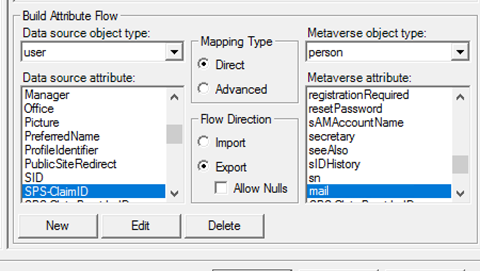 Build Attribute Flow
Data source object type:
user
Mapping Type
Direct
Advanced
Metaverse object type:
person
Data source attribute:
Manager
Office
Picture
PreferredName
ProfileIdentifier
PublicSiteRedirect
SID
SPS-ClaimID
Flow Direction
Import
Export
Allow Nulls
Metaverse attribute:
registrationRequired
resetPassword
sAMAccountName
secretary
seeAlso
sIDHistory
sn
mail
New
Edit
Delete